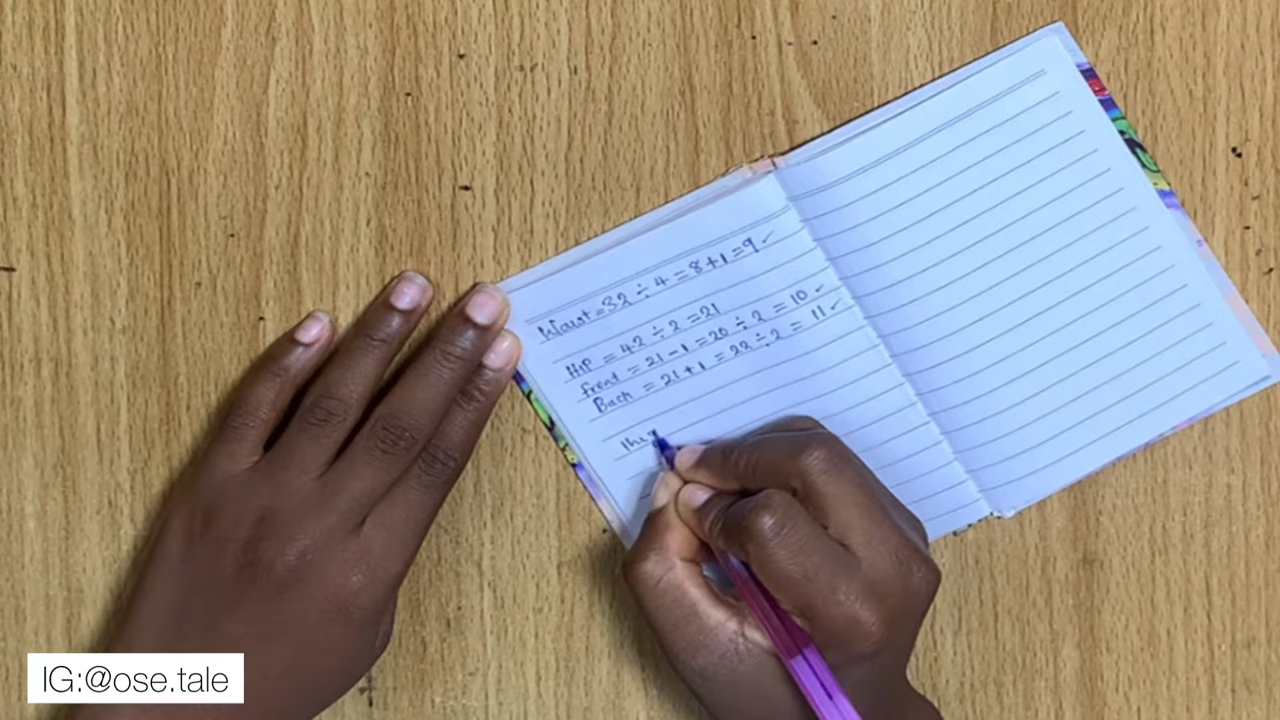 Waist = 32 ÷ 4 = 8 + 1 = 9 ✓
HIP = 42 ÷ 2 = 21
front = 21 - 1 = 20 ÷ 2 = 10 ✓
Back = 21 + 1 = 22 ÷ 2 = 11 ✓
IG:@ose.tale